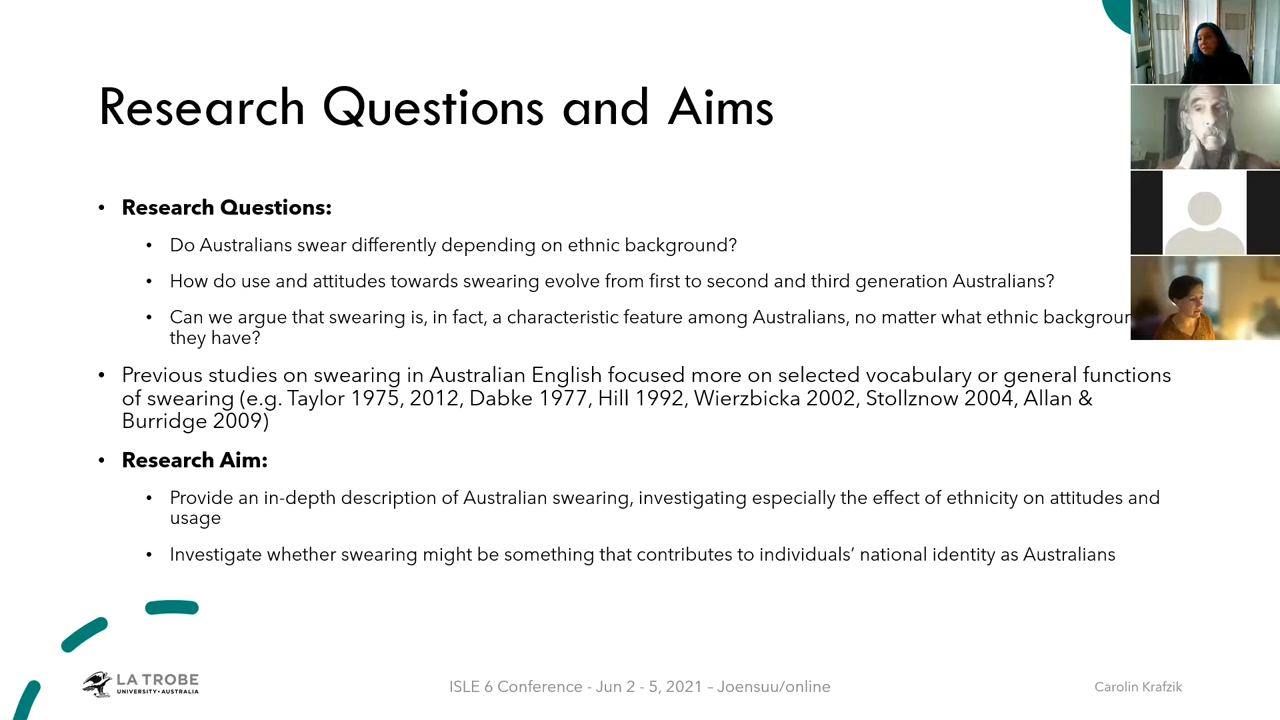 Research Questions and Aims
• Research Questions:
• Do Australians swear differently depending on ethnic background?
• How do use and attitudes towards swearing evolve from first to second and third generation Australians?
• Can we argue that swearing is, in fact, a characteristic feature among Australians, no matter what ethnic
they have?
• Previous studies on swearing in Australian English focused more on selected vocabulary or general functions
of swearing (e.g. Taylor 1975, 2012, Dabke 1977, Hill 1992, Wierzbicka 2002, Stollznow 2004, Allan &
Burridge 2009)
• Research Aim:
• Provide an in-depth description of Australian swearing, investigating especially the effect of ethnicity on attitudes and
usage
• Investigate whether swearing might be something that contributes to individuals’ national identity as Australians
LA TROBE
UNIVERSITY • AUSTRALIA
ISLE 6 Conference - Jun 2 - 5, 2021 – Joensuu/online
Carolin Krafzik